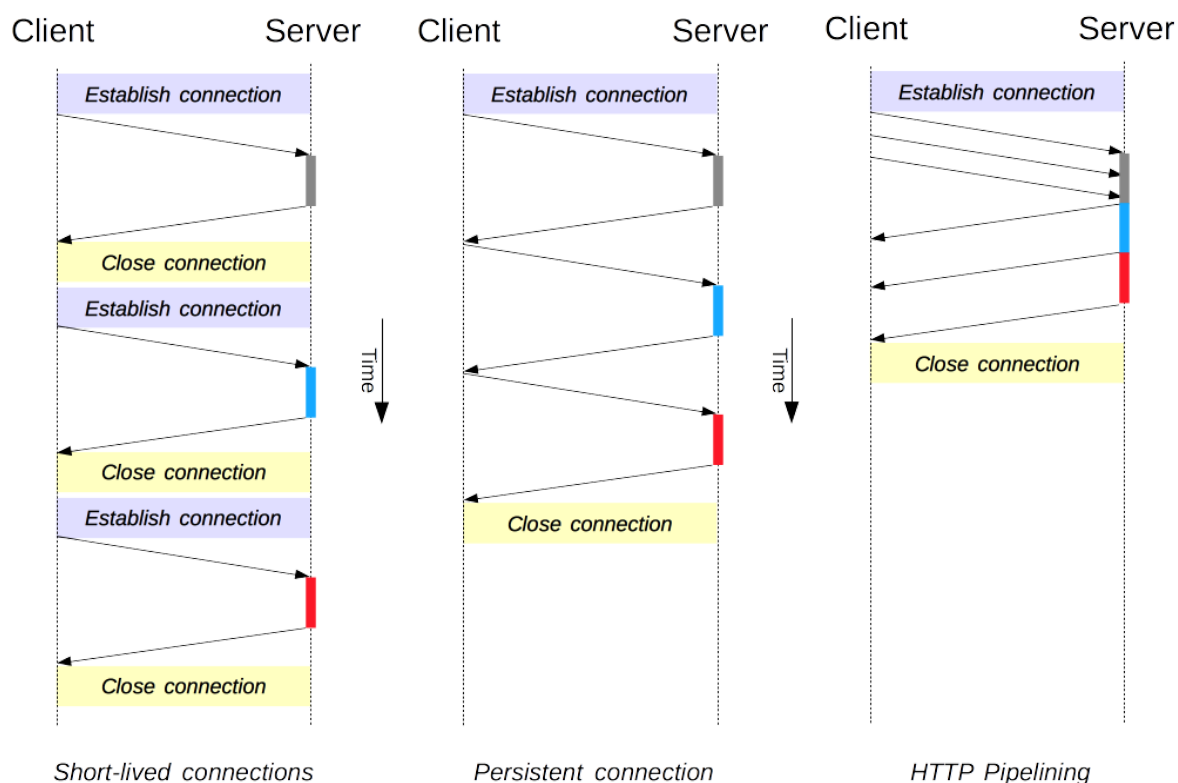 Client Server Client Server Client Server
Establish connection Establish connection Establish connection
Close connection
Establish connection
Time Time
Close connection
Close connection
Establish connection
Close connection
Close connection
Short-lived connections Persistent connection HTTP Pipelining